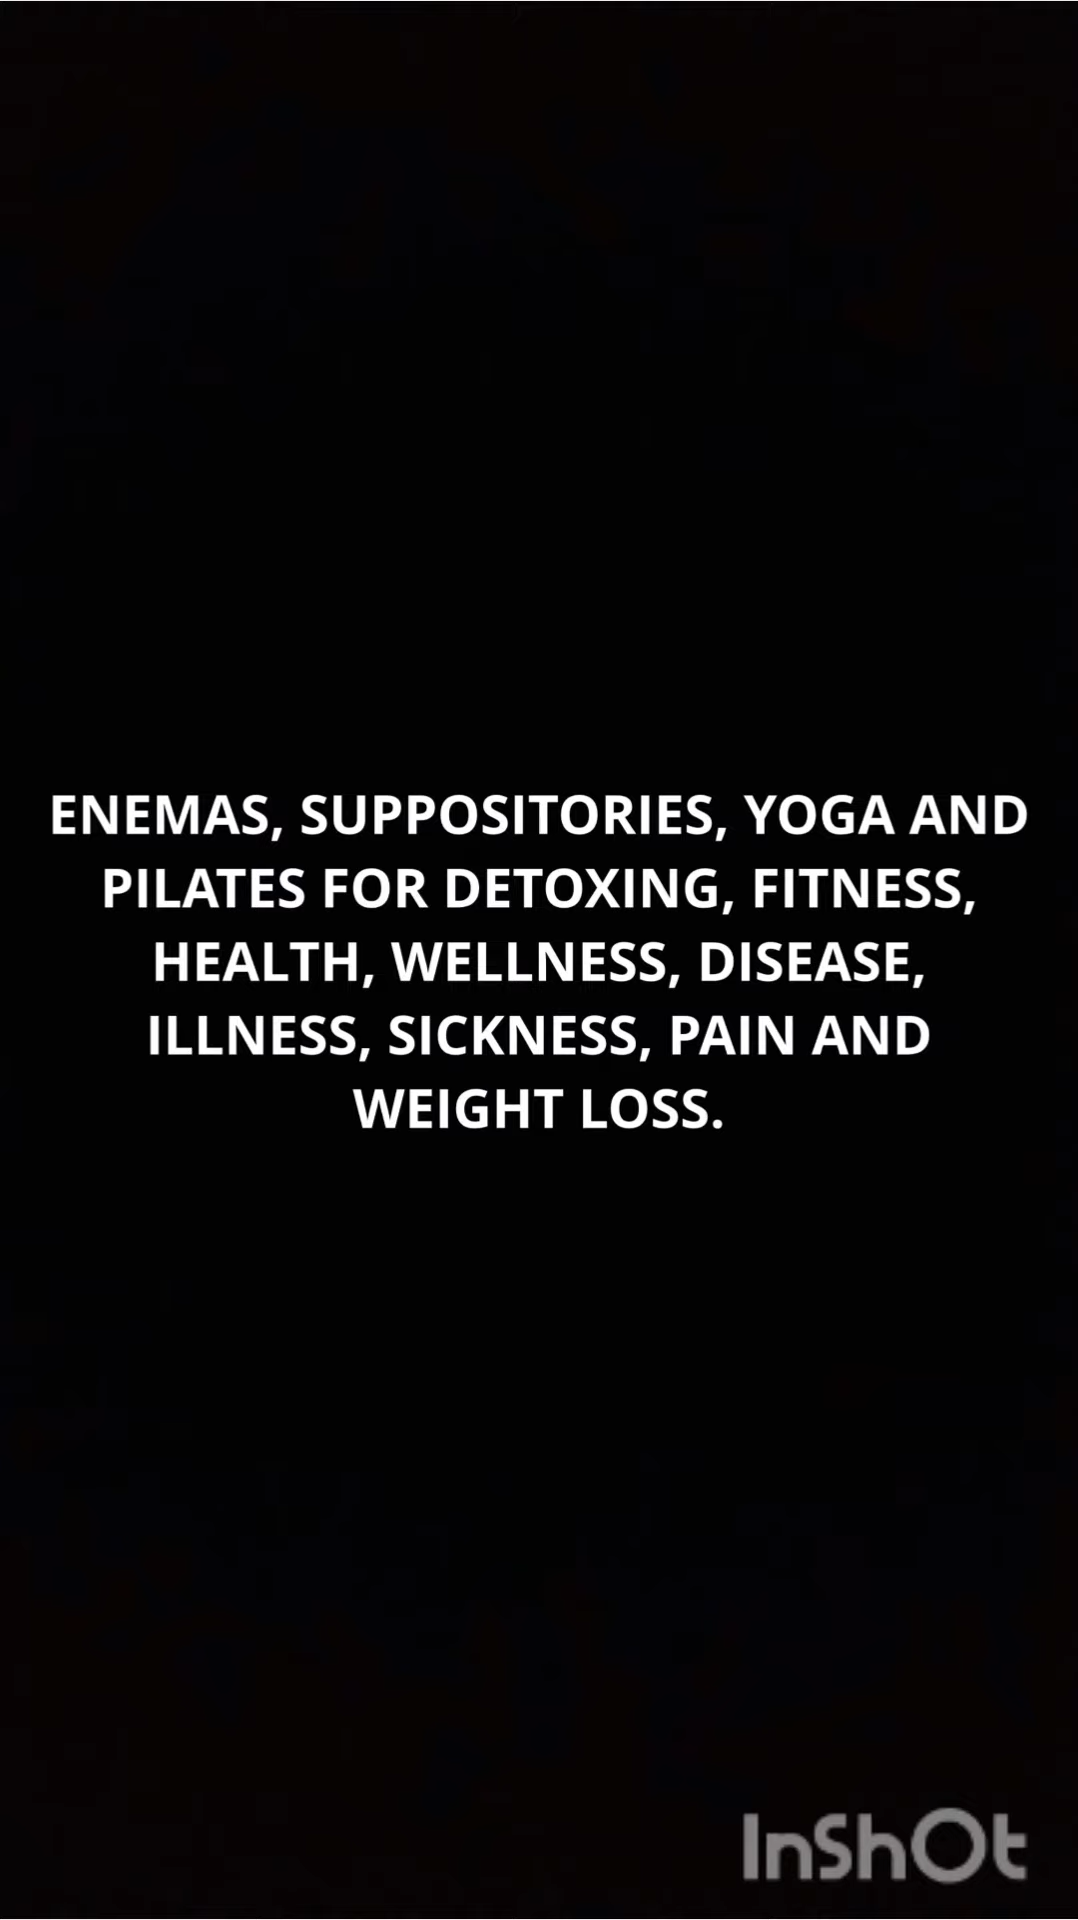 ENEMAS, SUPPOSITORIES, YOGA AND
PILATES FOR DETOXING, FITNESS,
HEALTH, WELLNESS, DISEASE,
ILLNESS, SICKNESS, PAIN AND
WEIGHT LOSS.
InShOt